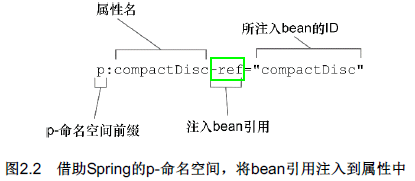 属性名
所注入bean的ID
p:compactDisc-ref="compactDisc"
p-命名空间前缀
注入bean引用
图2.2 借助Spring的p-命名空间，将bean引用注入到属性中